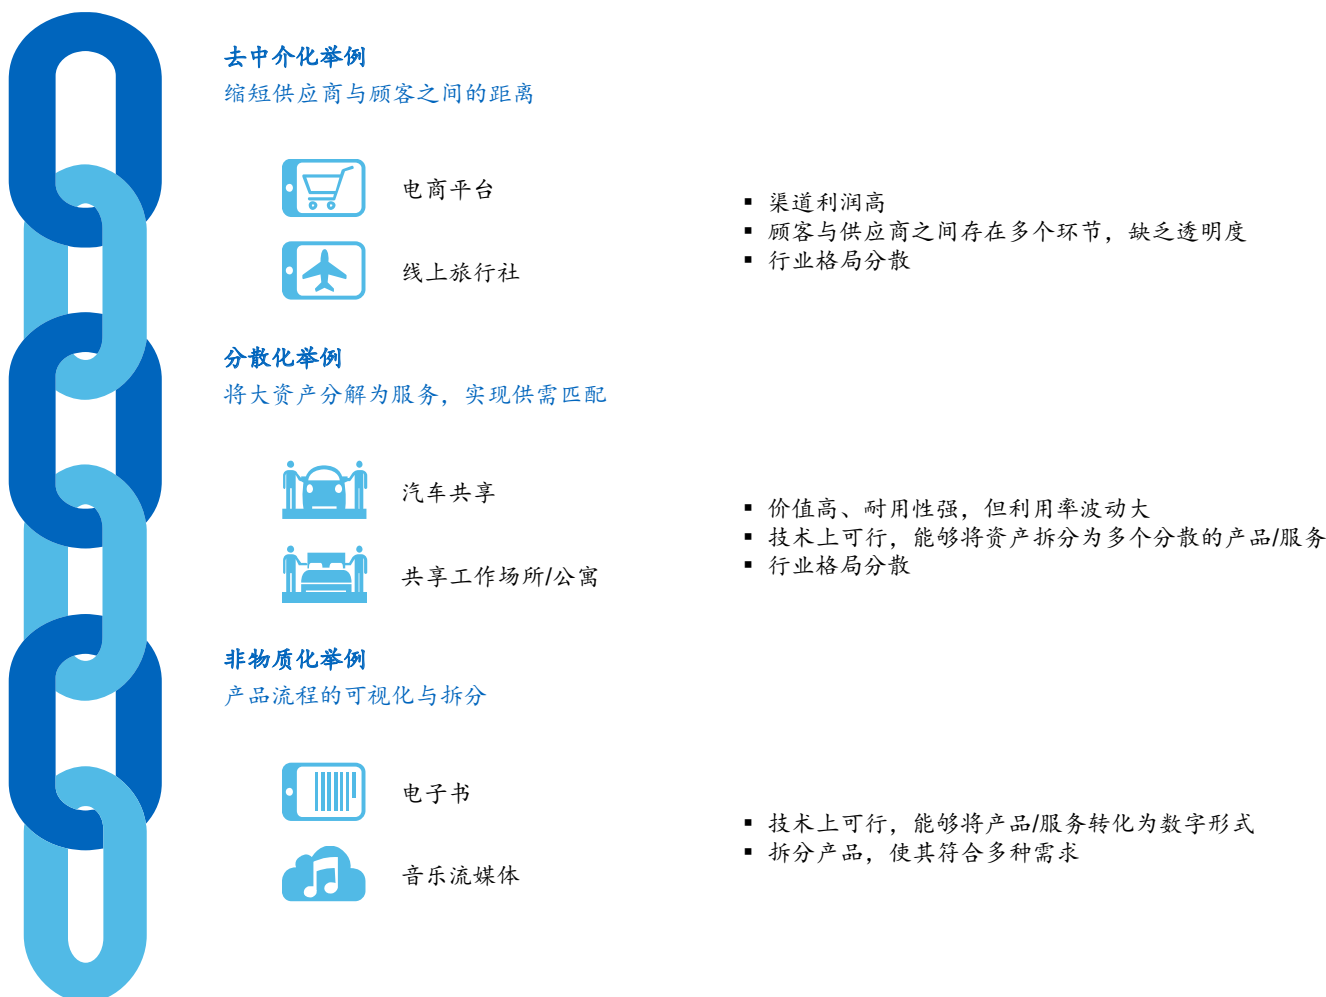 去中介化举例
缩短供应商与顾客之间的距离
电商平台
线上旅行社
▪ 渠道利润高
▪ 顾客与供应商之间存在多个环节，缺乏透明度
▪ 行业格局分散
分散化举例
将大资产分解为服务，实现供需匹配
汽车共享
共享工作场所/公寓
▪ 价值高、耐用性强，但利用率波动大
▪ 技术上可行，能够将资产拆分为多个分散的产品/服务
▪ 行业格局分散
非物质化举例
产品流程的可视化与拆分
电子书
音乐流媒体
▪ 技术上可行，能够将产品/服务转化为数字形式
▪ 拆分产品，使其符合多种需求